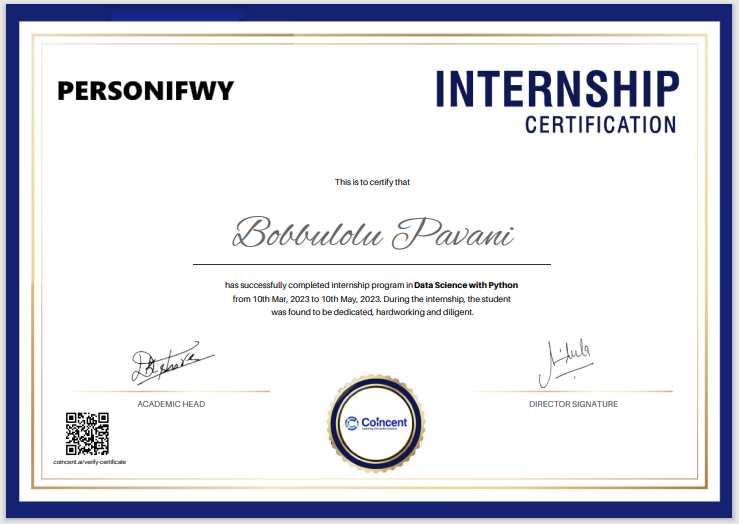 PERSONIFWY
INTERNSHIP
CERTIFICATION
This is to certify that
Bobbulolu Pavani
has successfully completed internship program in Data Science with Python
from 10th Mar, 2023 to 10th May, 2023. During the internship, the student
was found to be dedicated, hardworking and diligent.
ACADEMIC HEAD
DIRECTOR SIGNATURE
Coincent
coincent.ai/verify-certificate